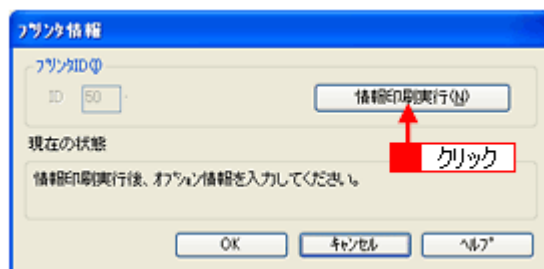 プリンタ情報
プリンタID(I)
ID 50
情報印刷実行(N)
現在の状態
クリック
情報印刷実行後、オプション情報を入力してください。
OK キャンセル ヘルプ